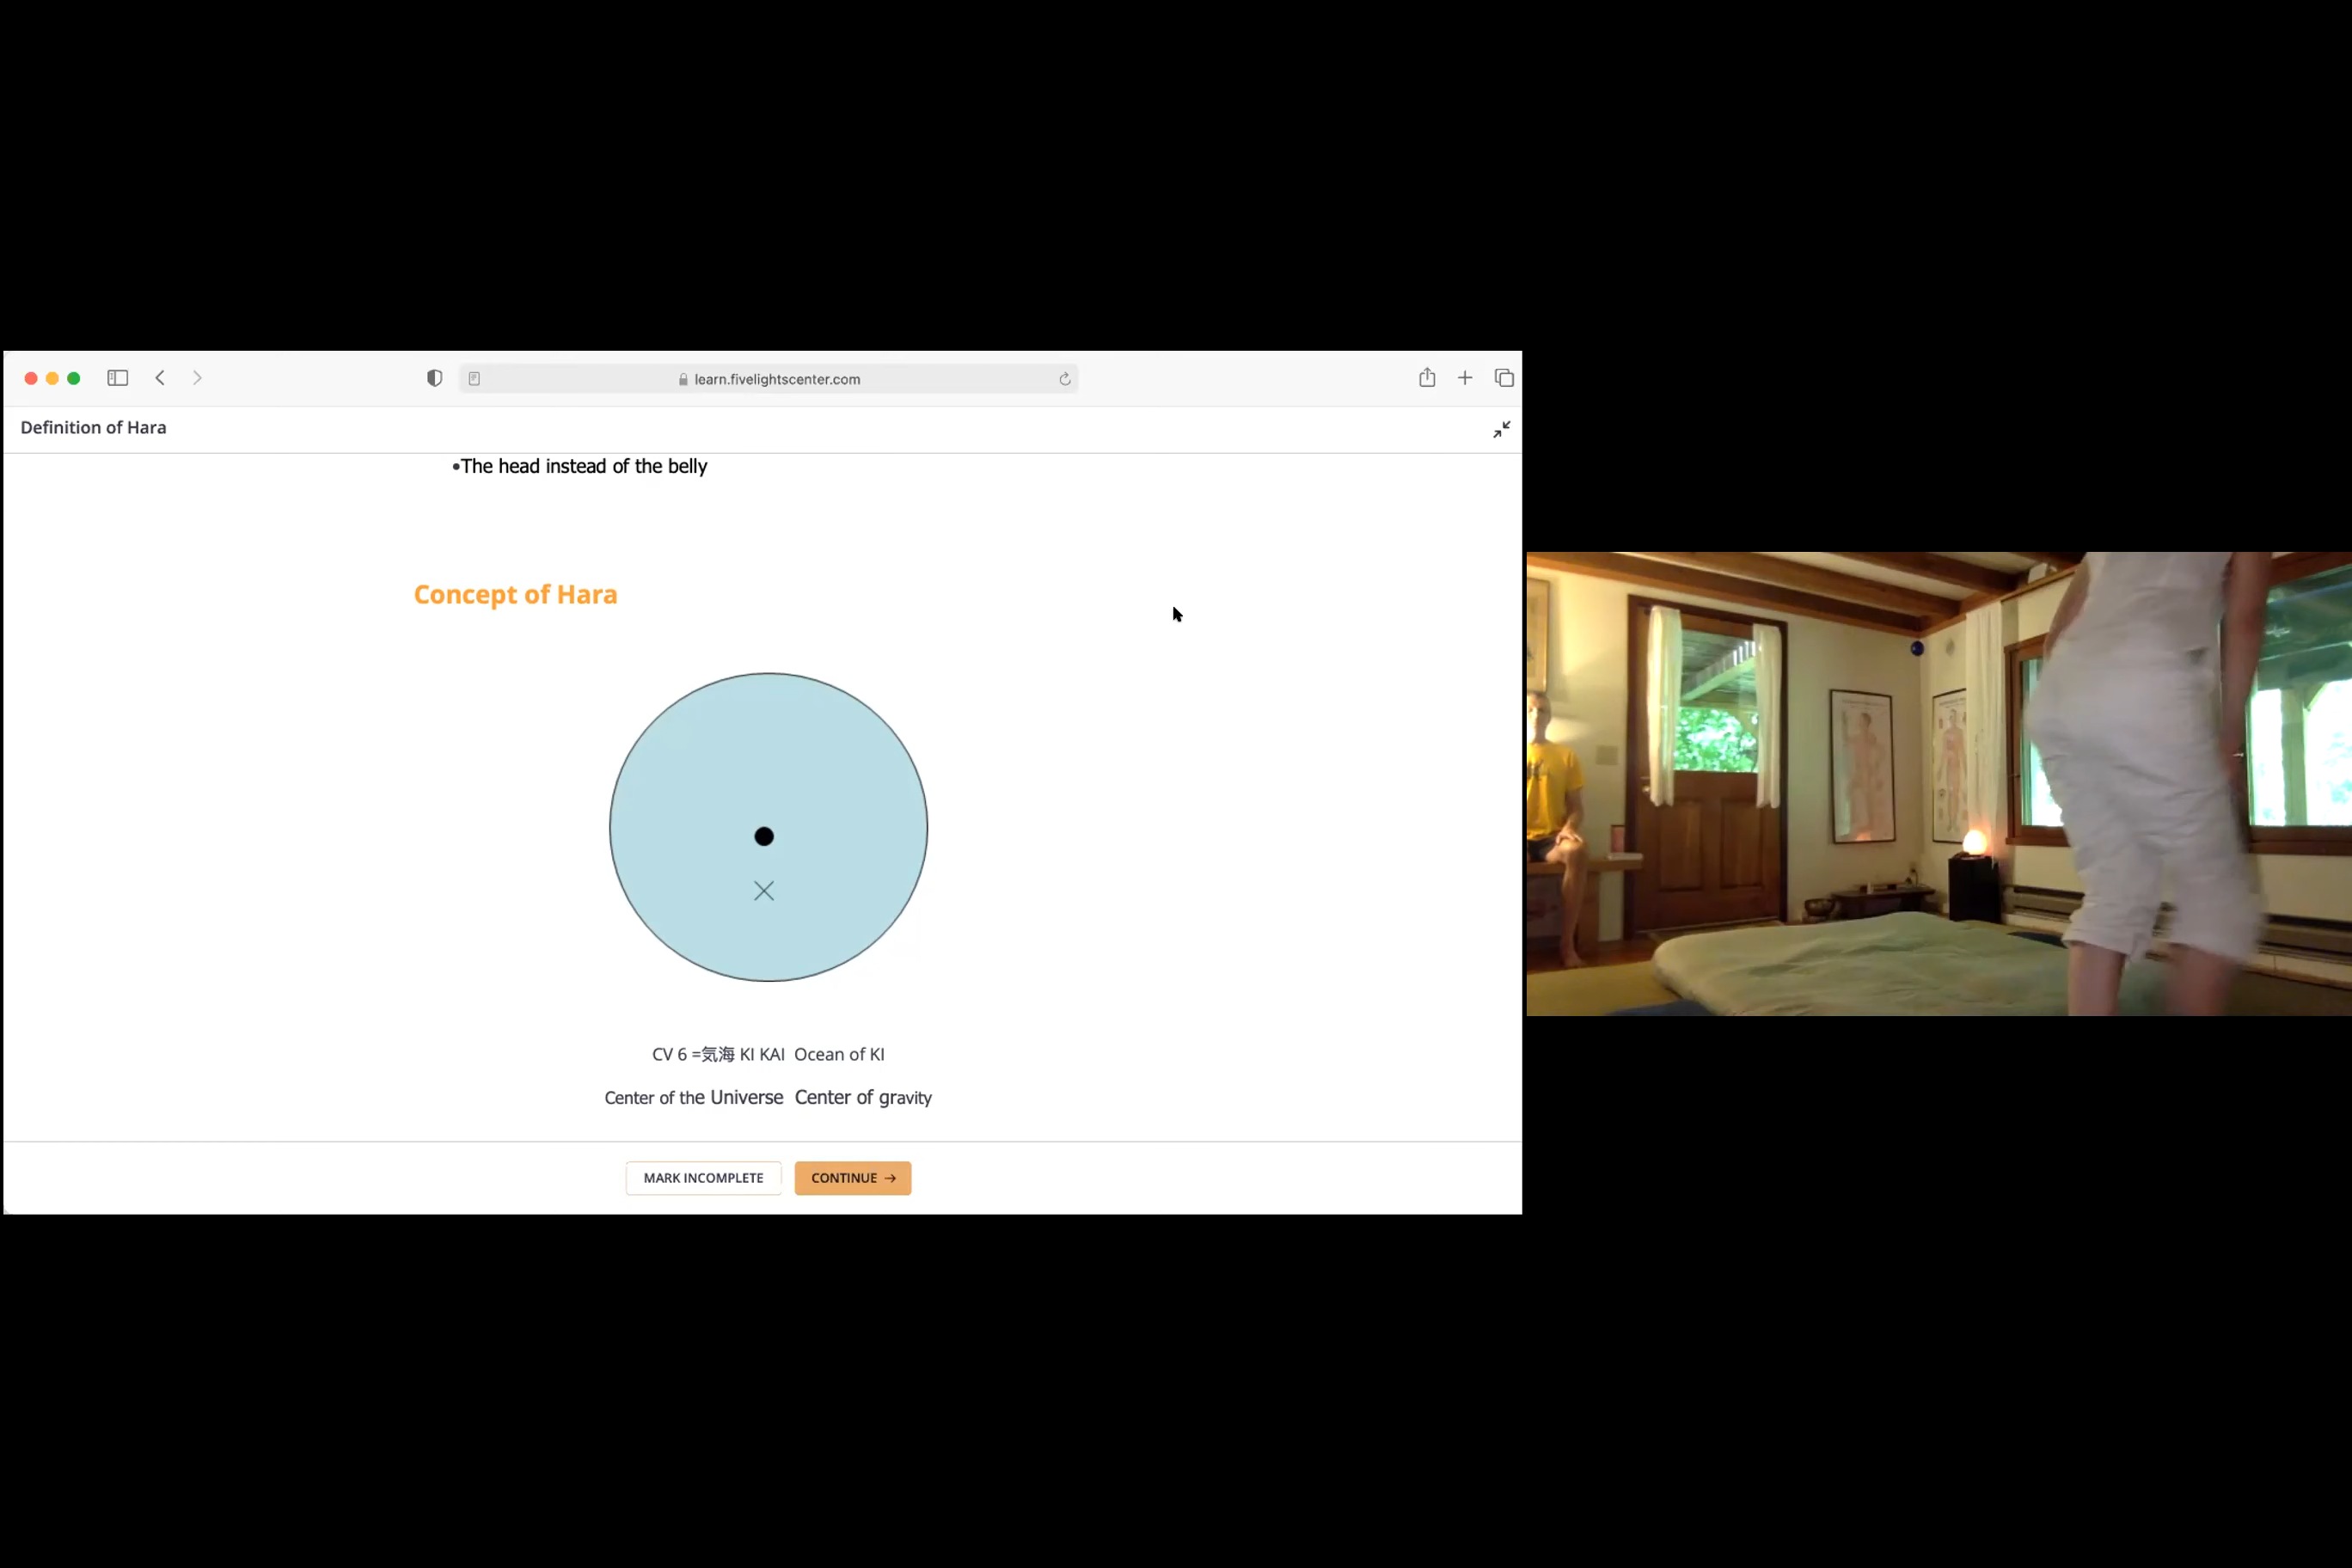 learn.fivelightscenter.com
Definition of Hara
•The head instead of the belly
Concept of Hara
CV 6 =気海 KI KAI  Ocean of KI
Center of the Universe  Center of gravity
MARK INCOMPLETE
CONTINUE →